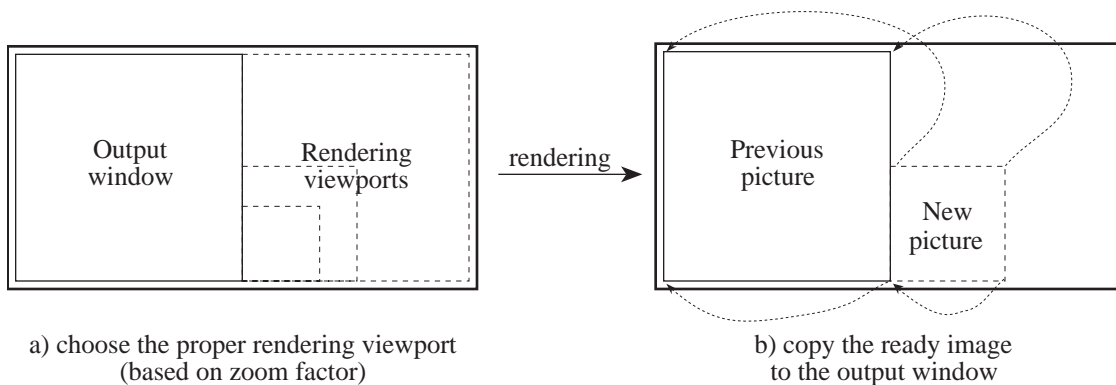 Output
window
Rendering
viewports
rendering
Previous
picture
New
picture
a) choose the proper rendering viewport
(based on zoom factor)
b) copy the ready image
to the output window